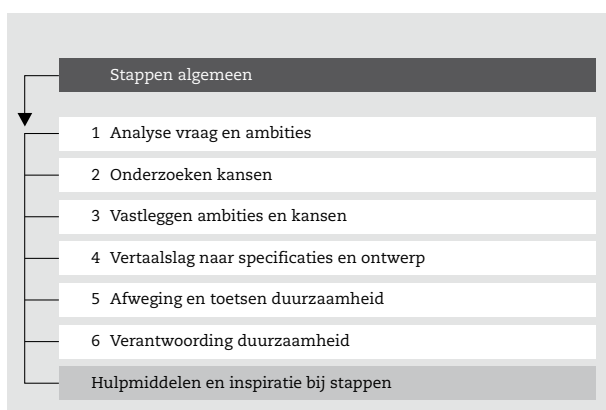 Stappen algemeen
1 Analyse vraag en ambities
2 Onderzoeken kansen
3 Vastleggen ambities en kansen
4 Vertaalslag naar specificaties en ontwerp
5 Afweging en toetsen duurzaamheid
6 Verantwoording duurzaamheid
Hulpmiddelen en inspiratie bij stappen